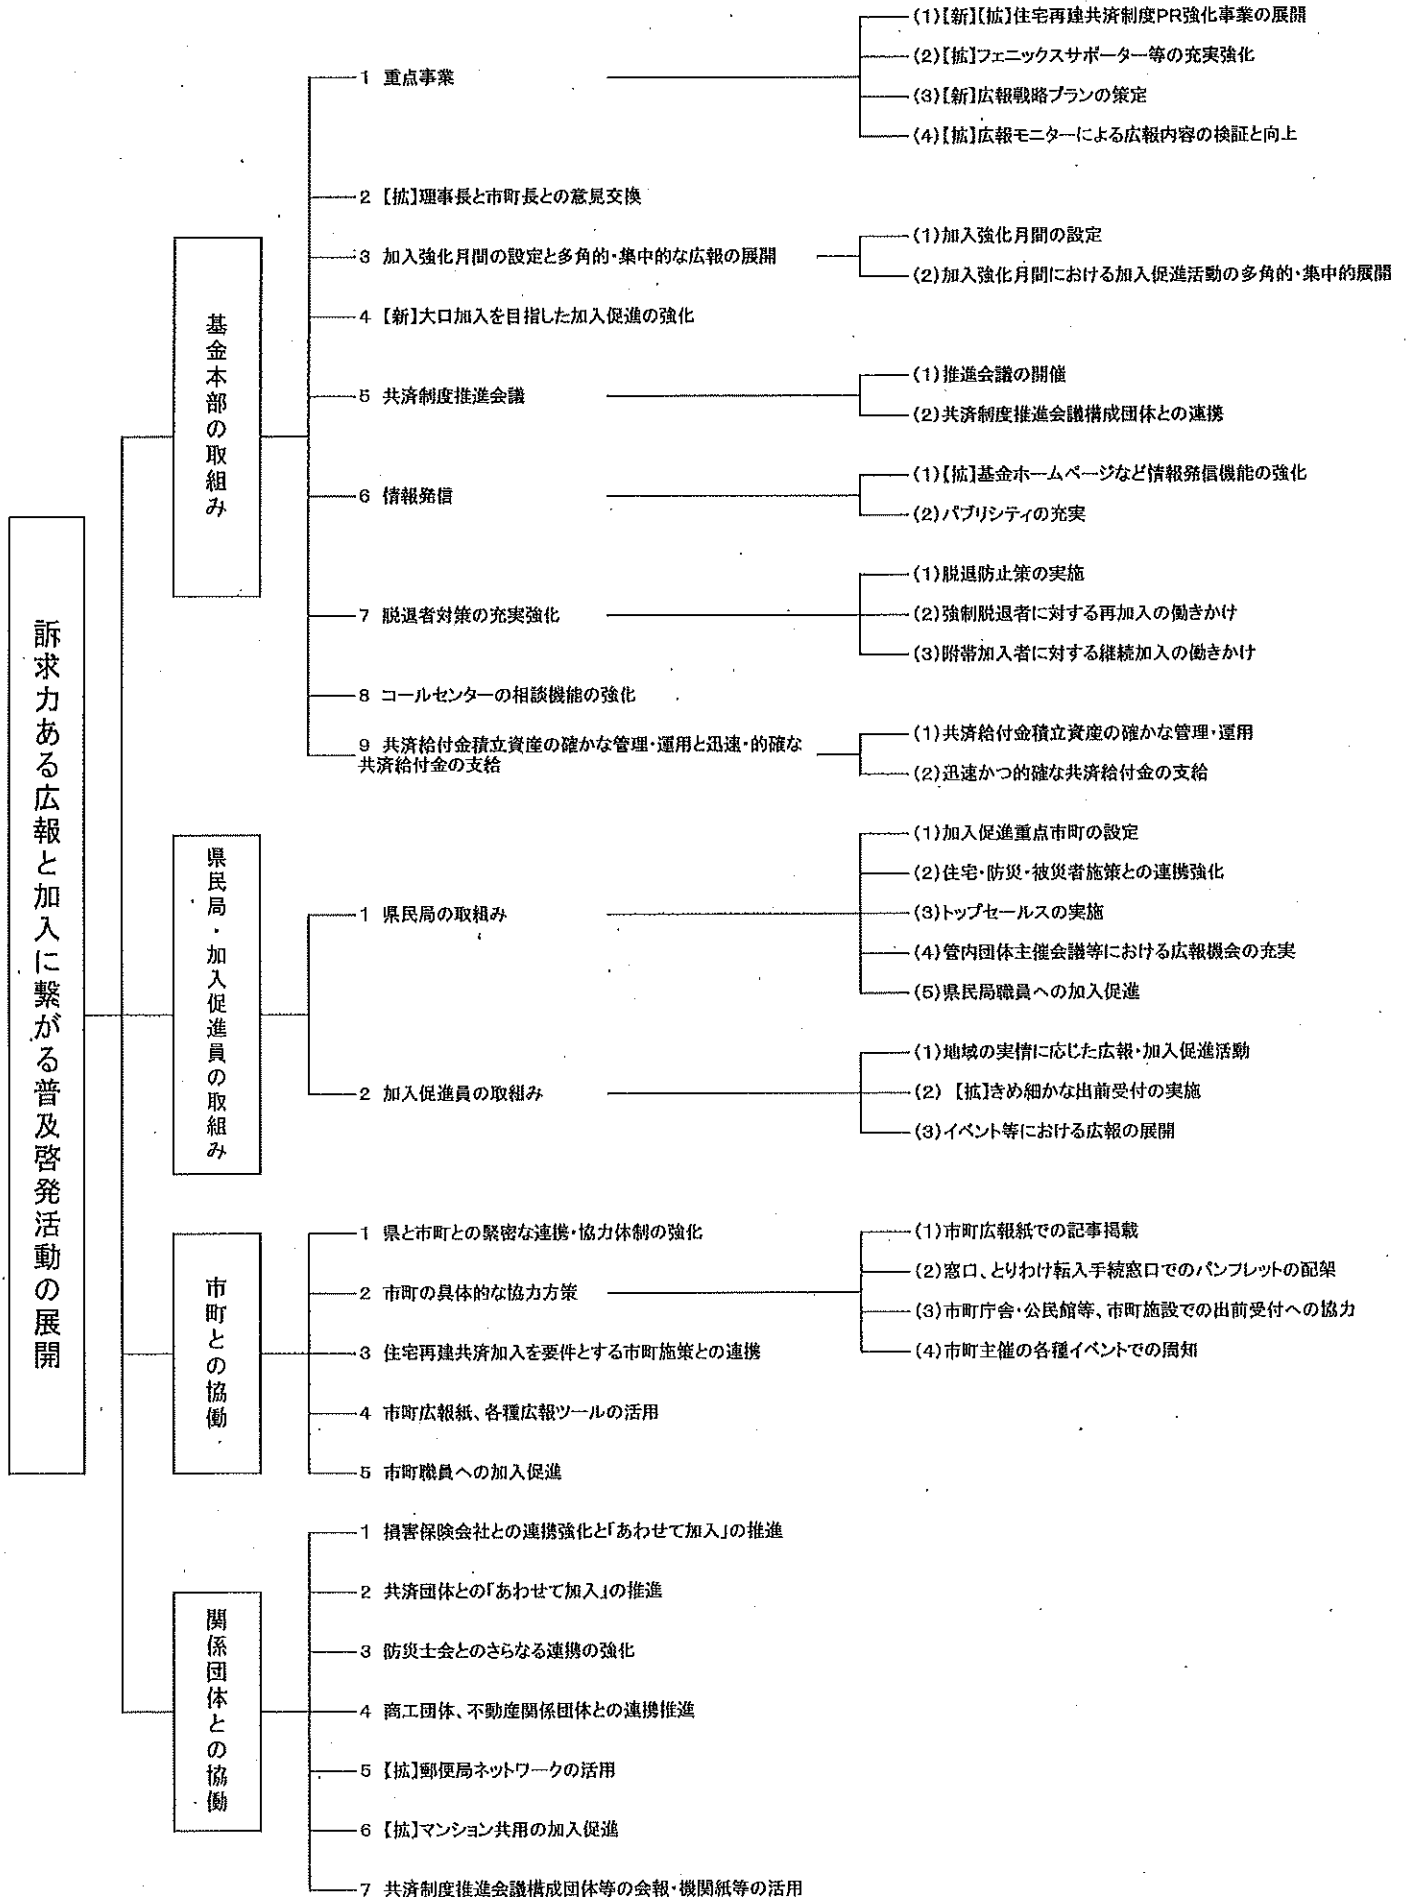 訴求力ある広報と加入に繋がる普及啓発活動の展開
基金本部の取組み
1 重点事業
(1)【新】【拡】住宅再建共済制度PR強化事業の展開
(2)【拡】フェニックスサポーター等の充実強化
(3)【新】広報戦略プランの策定
(4)【拡】広報モニターによる広報内容の検証と向上
2 【拡】理事長と市町長との意見交換
3 加入強化月間の設定と多角的・集中的な広報の展開
(1)加入強化月間の設定
(2)加入強化月間における加入促進活動の多角的・集中的展開
4 【新】大口加入を目指した加入促進の強化
5 共済制度推進会議
(1)推進会議の開催
(2)共済制度推進会議構成団体との連携
6 情報発信
(1)【拡】基金ホームページなど情報発信機能の強化
(2)パブリシティの充実
7 脱退者対策の充実強化
(1)脱退防止策の実施
(2)強制脱退者に対する再加入の働きかけ
(3)附帯加入者に対する継続加入の働きかけ
8 コールセンターの相談機能の強化
9 共済給付金積立資産の確かな管理・運用と迅速・的確な
共済給付金の支給
(1)共済給付金積立資産の確かな管理・運用
(2)迅速かつ的確な共済給付金の支給
県民局・加入促進員の取組み
1 県民局の取組み
(1)加入促進重点市町の設定
(2)住宅・防災・被災者施策との連携強化
(3)トップセールスの実施
(4)管内団体主催会議等における広報機会の充実
(5)県民局職員への加入促進
2 加入促進員の取組み
(1)地域の実情に応じた広報・加入促進活動
(2) 【拡】きめ細かな出前受付の実施
(3)イベント等における広報の展開
市町との協働
1 県と市町との緊密な連携・協力体制の強化
2 市町の具体的な協力方策
(1)市町広報紙での記事掲載
(2)窓口、とりわけ転入手続窓口でのパンフレットの配架
(3)市町庁舎・公民館等、市町施設での出前受付への協力
(4)市町主催の各種イベントでの周知
3 住宅再建共済加入を要件とする市町施策との連携
4 市町広報紙、各種広報ツールの活用
5 市町職員への加入促進
関係団体との協働
1 損害保険会社との連携強化と「あわせて加入」の推進
2 共済団体との「あわせて加入」の推進
3 防災士会とのさらなる連携の強化
4 商工団体、不動産関係団体との連携推進
5 【拡】郵便局ネットワークの活用
6 【拡】マンション共用の加入促進
7 共済制度推進会議構成団体等の会報・機関紙等の活用